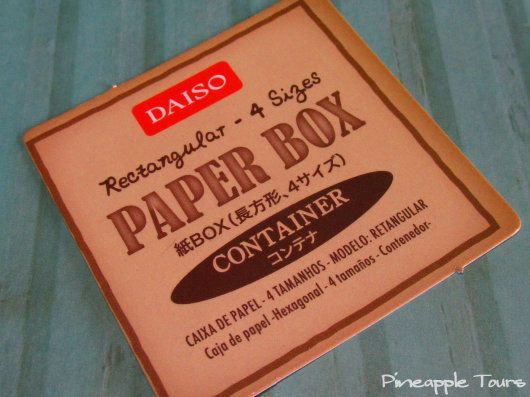 DAISO
Rectangular - 4 Sizes
PAPER BOX
紙BOX(長方形、4サイズ)
CONTAINER
コンテナ
CAIXA DE PAPEL - 4 TAMANHOS - MODELO: RETANGULAR
Caja de papel -Hexagonal - 4 tamaños - Contenedor-
Pineapple Tours